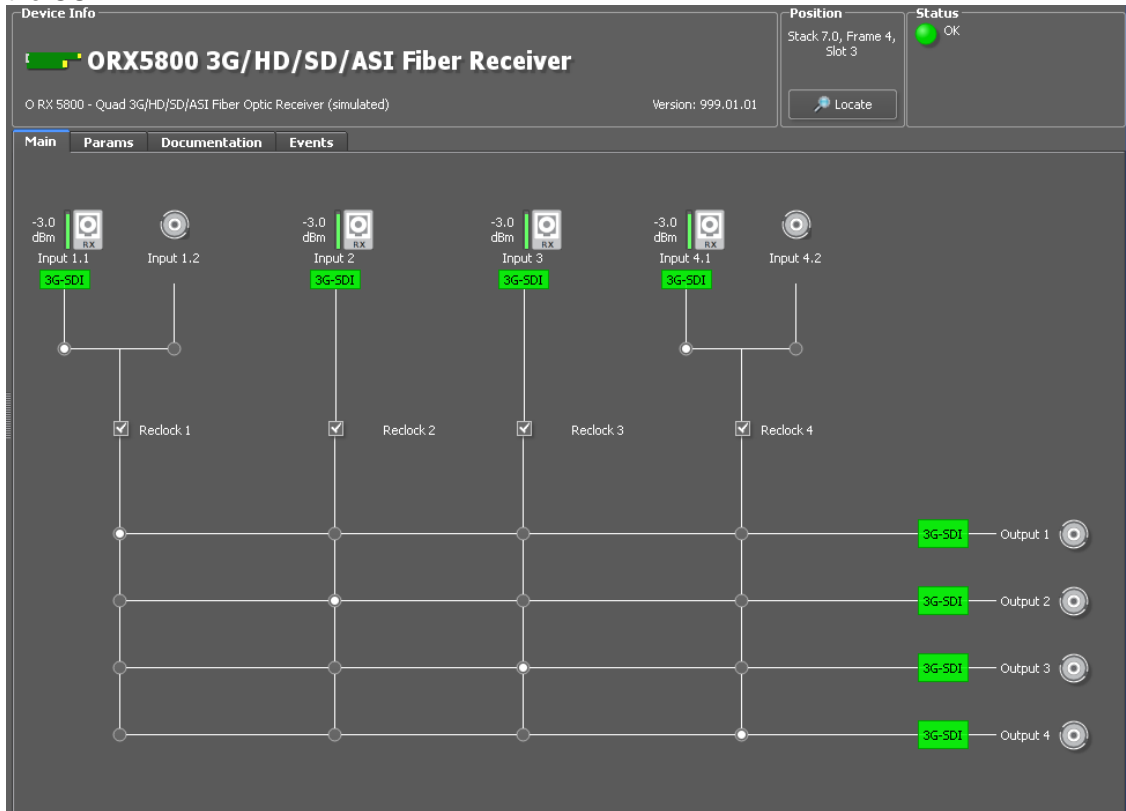 Device Info
Position
Status
ORX5800 3G/HD/SD/ASI Fiber Receiver
Stack 7.0, Frame 4,
Slot 3
OK
O RX 5800 - Quad 3G/HD/SD/ASI Fiber Optic Receiver (simulated)
Version: 999.01.01
Locate
Main
Params
Documentation
Events
-3.0
dBm
RX
Input 1.1
3G-SDI
Input 1.2
-3.0
dBm
RX
Input 2
3G-SDI
-3.0
dBm
RX
Input 3
3G-SDI
-3.0
dBm
RX
Input 4.1
3G-SDI
Input 4.2
Reclock 1
Reclock 2
Reclock 3
Reclock 4
3G-SDI
Output 1
3G-SDI
Output 2
3G-SDI
Output 3
3G-SDI
Output 4